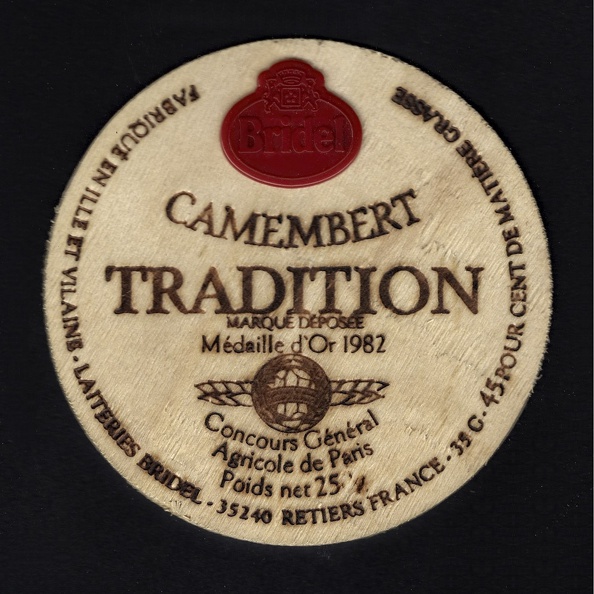 Bridel
CAMEMBERT
TRADITION
MARQUE DÉPOSÉE
Médaille d'Or 1982
Concours Général
Agricole de Paris
Poids net 25
FABRIQUÉ EN ILLE ET VILAINE · LAITERIES BRIDEL · 35240 RETIERS FRANCE · 35 G · 45 POUR CENT DE MATIÈRE GRASSE